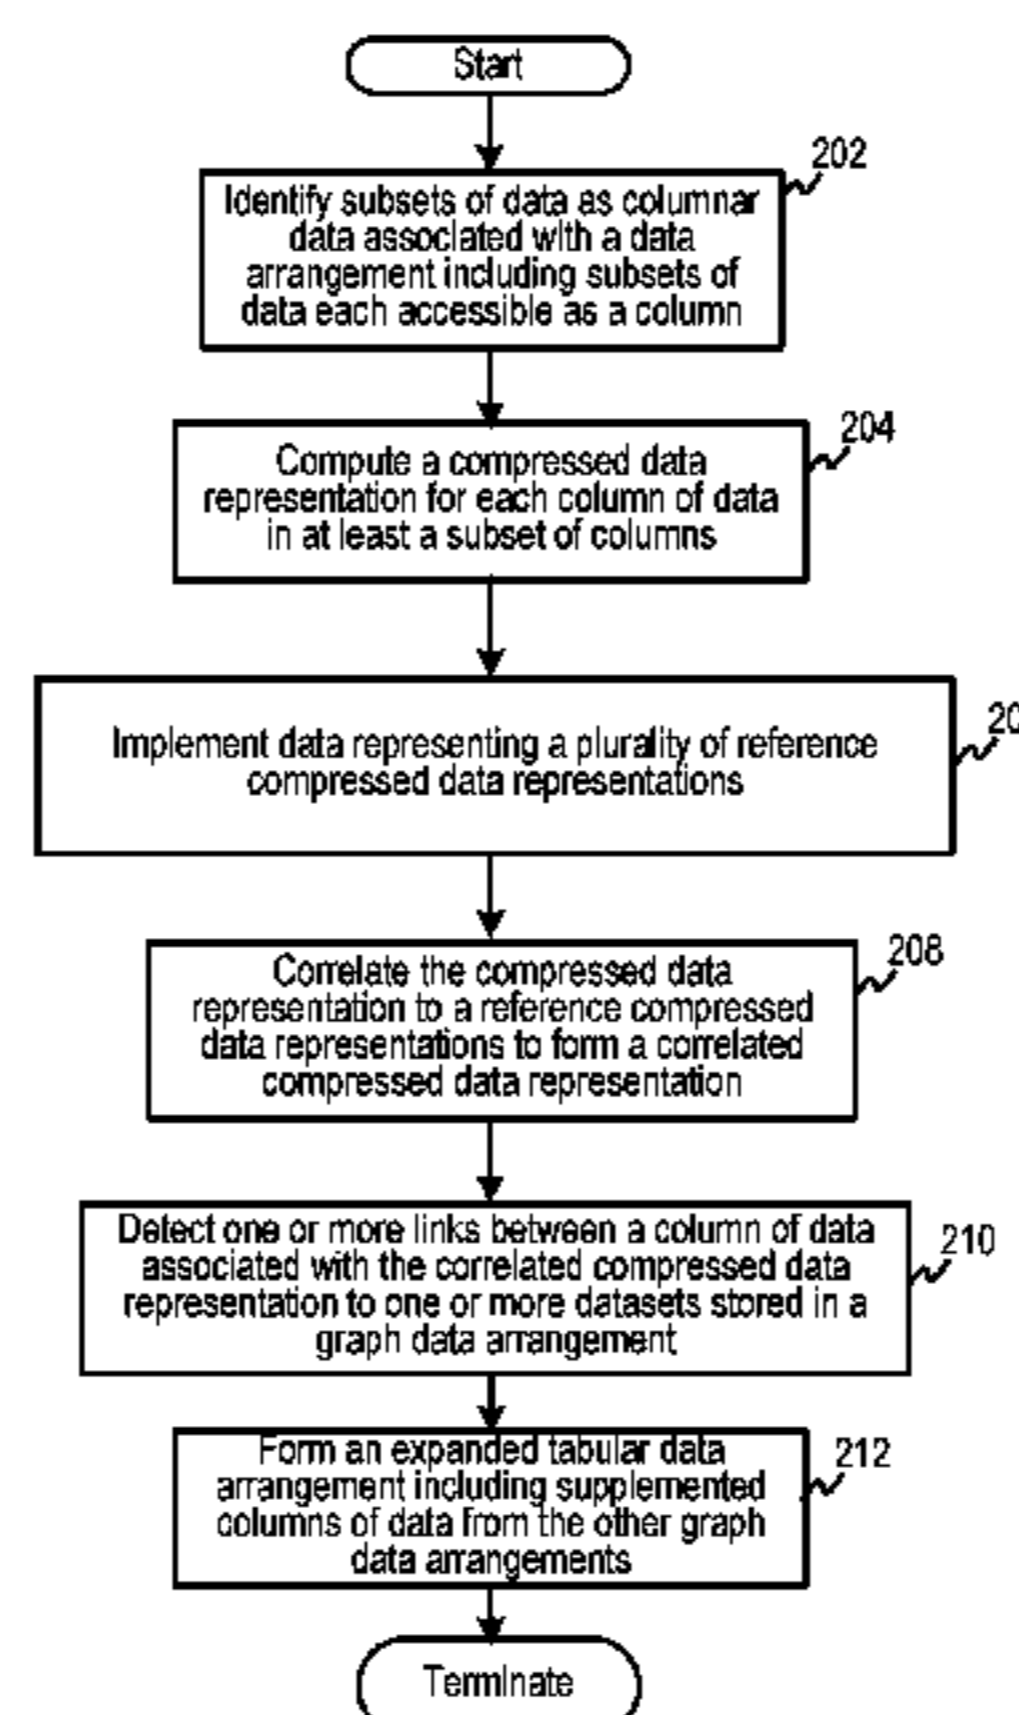 Start
202
Identify subsets of data as columnar
data associated with a data
arrangement including subsets of
data each accessible as a column
204
Compute a compressed data
representation for each column of data
in at least a subset of columns
20
Implement data representing a plurality of reference
compressed data representations
208
Correlate the compressed data
representation to a reference compressed
data representations to form a correlated
compressed data representation
210
Detect one or more links between a column of data
associated with the correlated compressed data
representation to one or more datasets stored in a
graph data arrangement
212
Form an expanded tabular data
arrangement including supplemented
columns of data from the other graph
data arrangements
Terminate